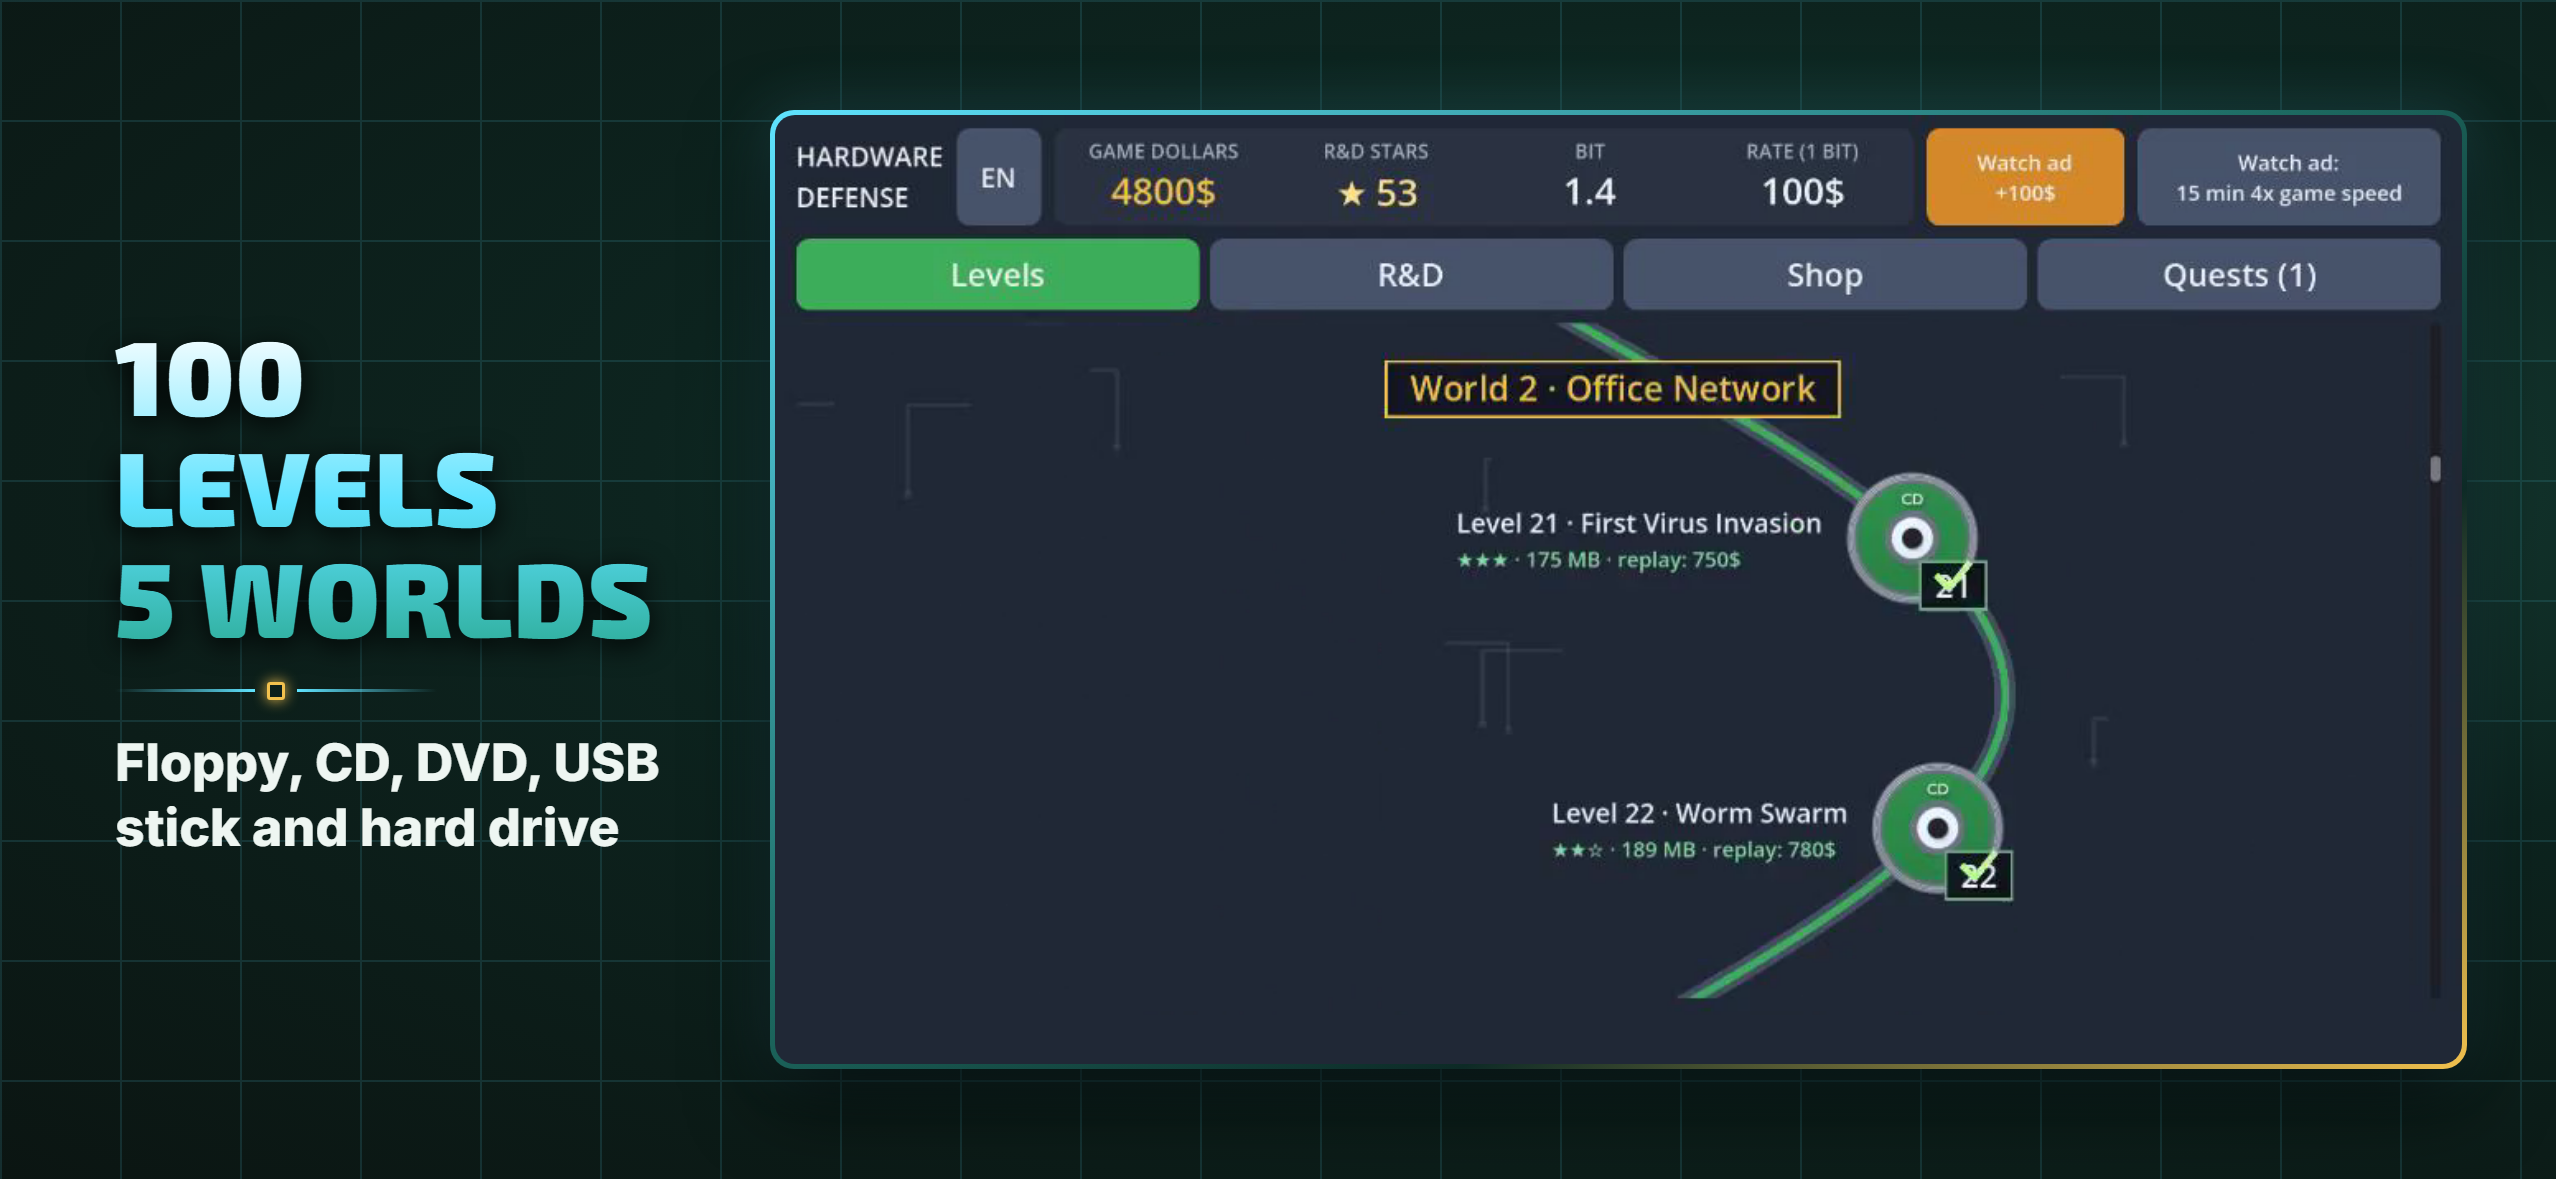 100
LEVELS
5 WORLDS
Floppy, CD, DVD, USB
stick and hard drive
HARDWARE
DEFENSE
EN
GAME DOLLARS
4800$
R&D STARS
★ 53
BIT
1.4
RATE (1 BIT)
100$
Watch ad
+100$
Watch ad:
15 min 4x game speed
Levels
R&D
Shop
Quests (1)
World 2 · Office Network
CD
Level 21 · First Virus Invasion
★★★ · 175 MB · replay: 750$
21
CD
Level 22 · Worm Swarm
★★☆ · 189 MB · replay: 780$
22